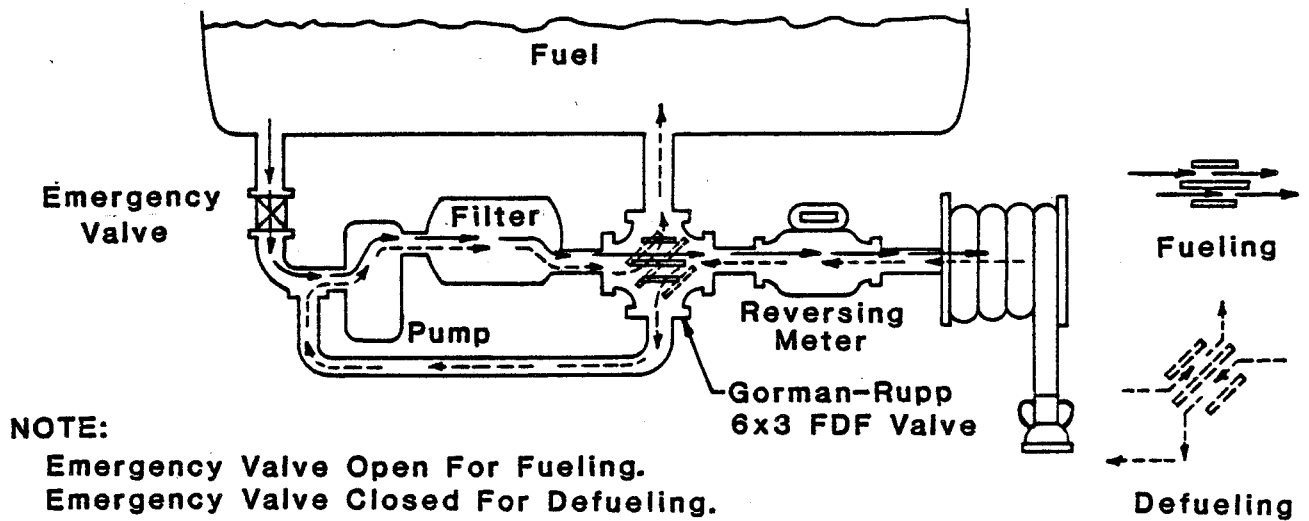 Fuel
Emergency
Valve
Filter
Fueling
Pump
Reversing
Meter
Gorman-Rupp
6x3 FDF Valve
NOTE:
Emergency Valve Open For Fueling.
Emergency Valve Closed For Defueling.
Defueling